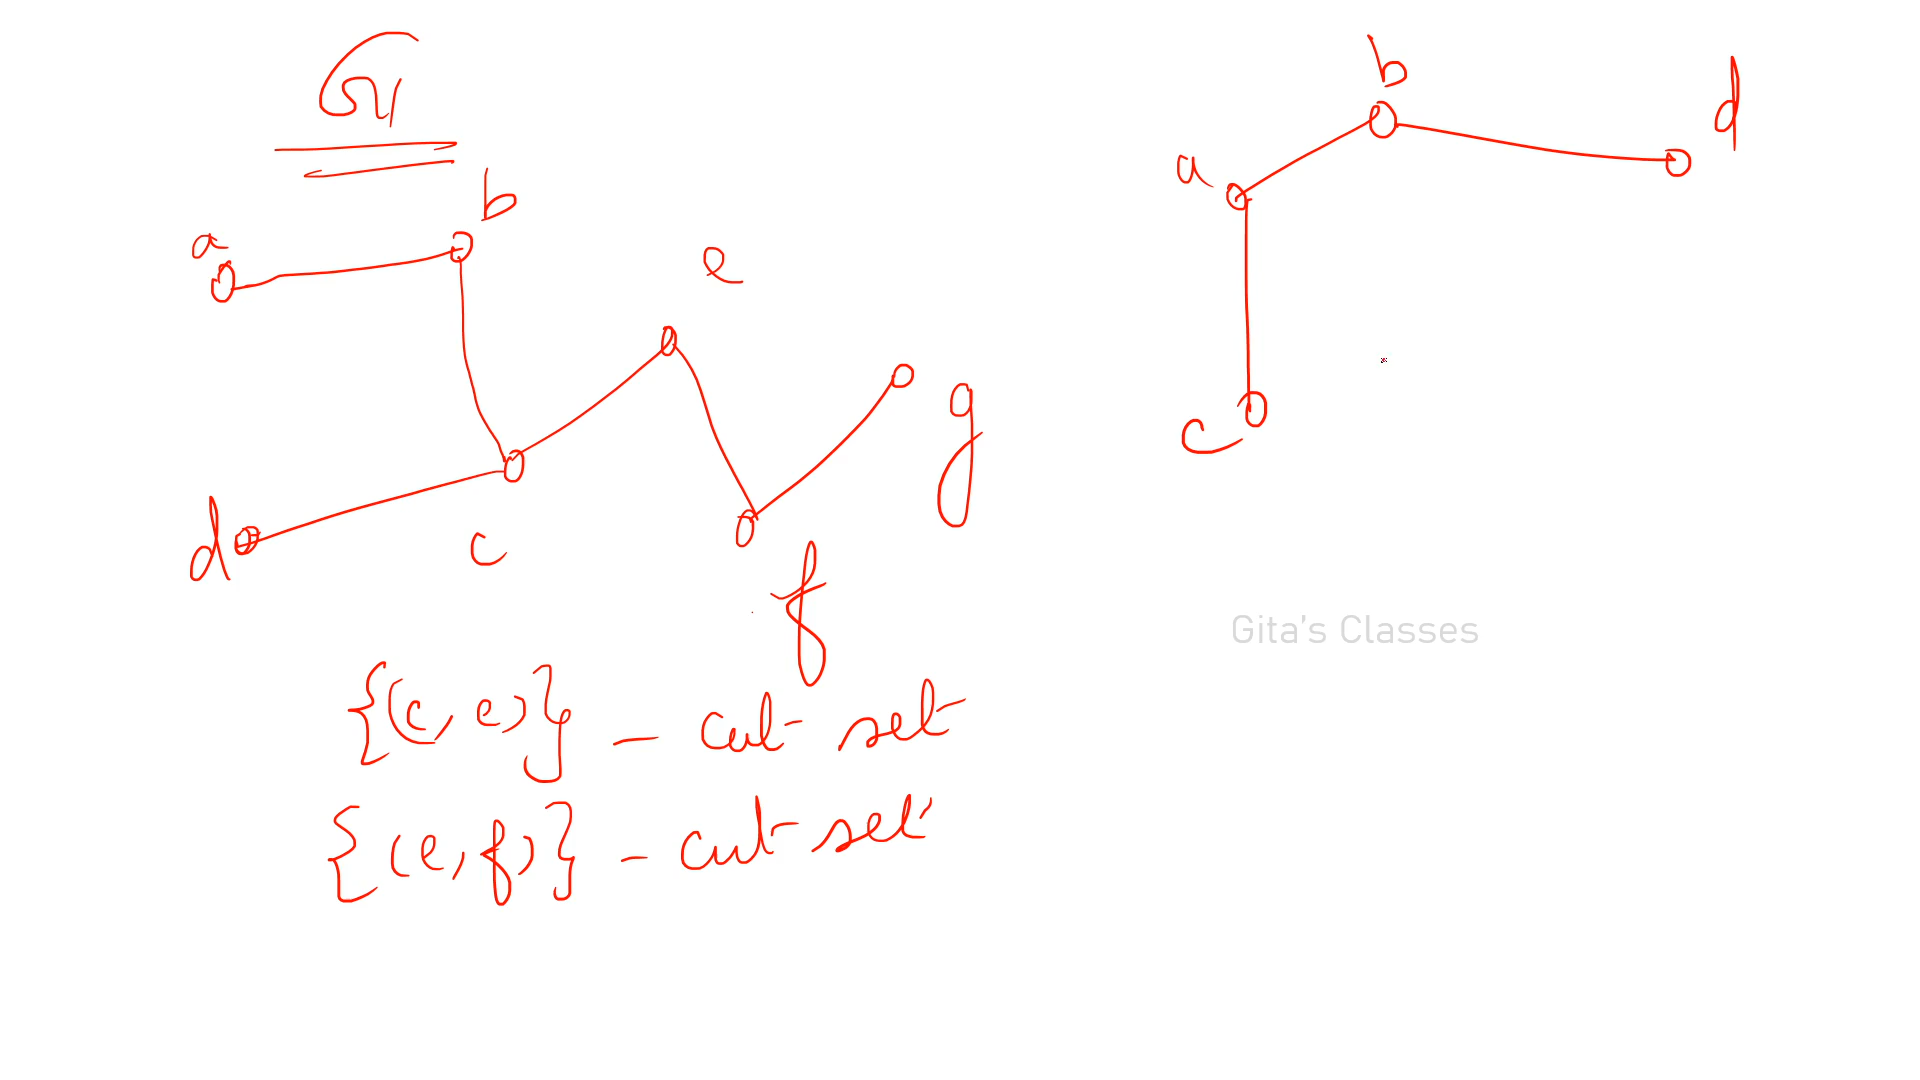 G
b
a
e
g
d
c
f
{(c, e)} - cut set
{(e, f)} - cut set
b
d
a
c
Gita's Classes